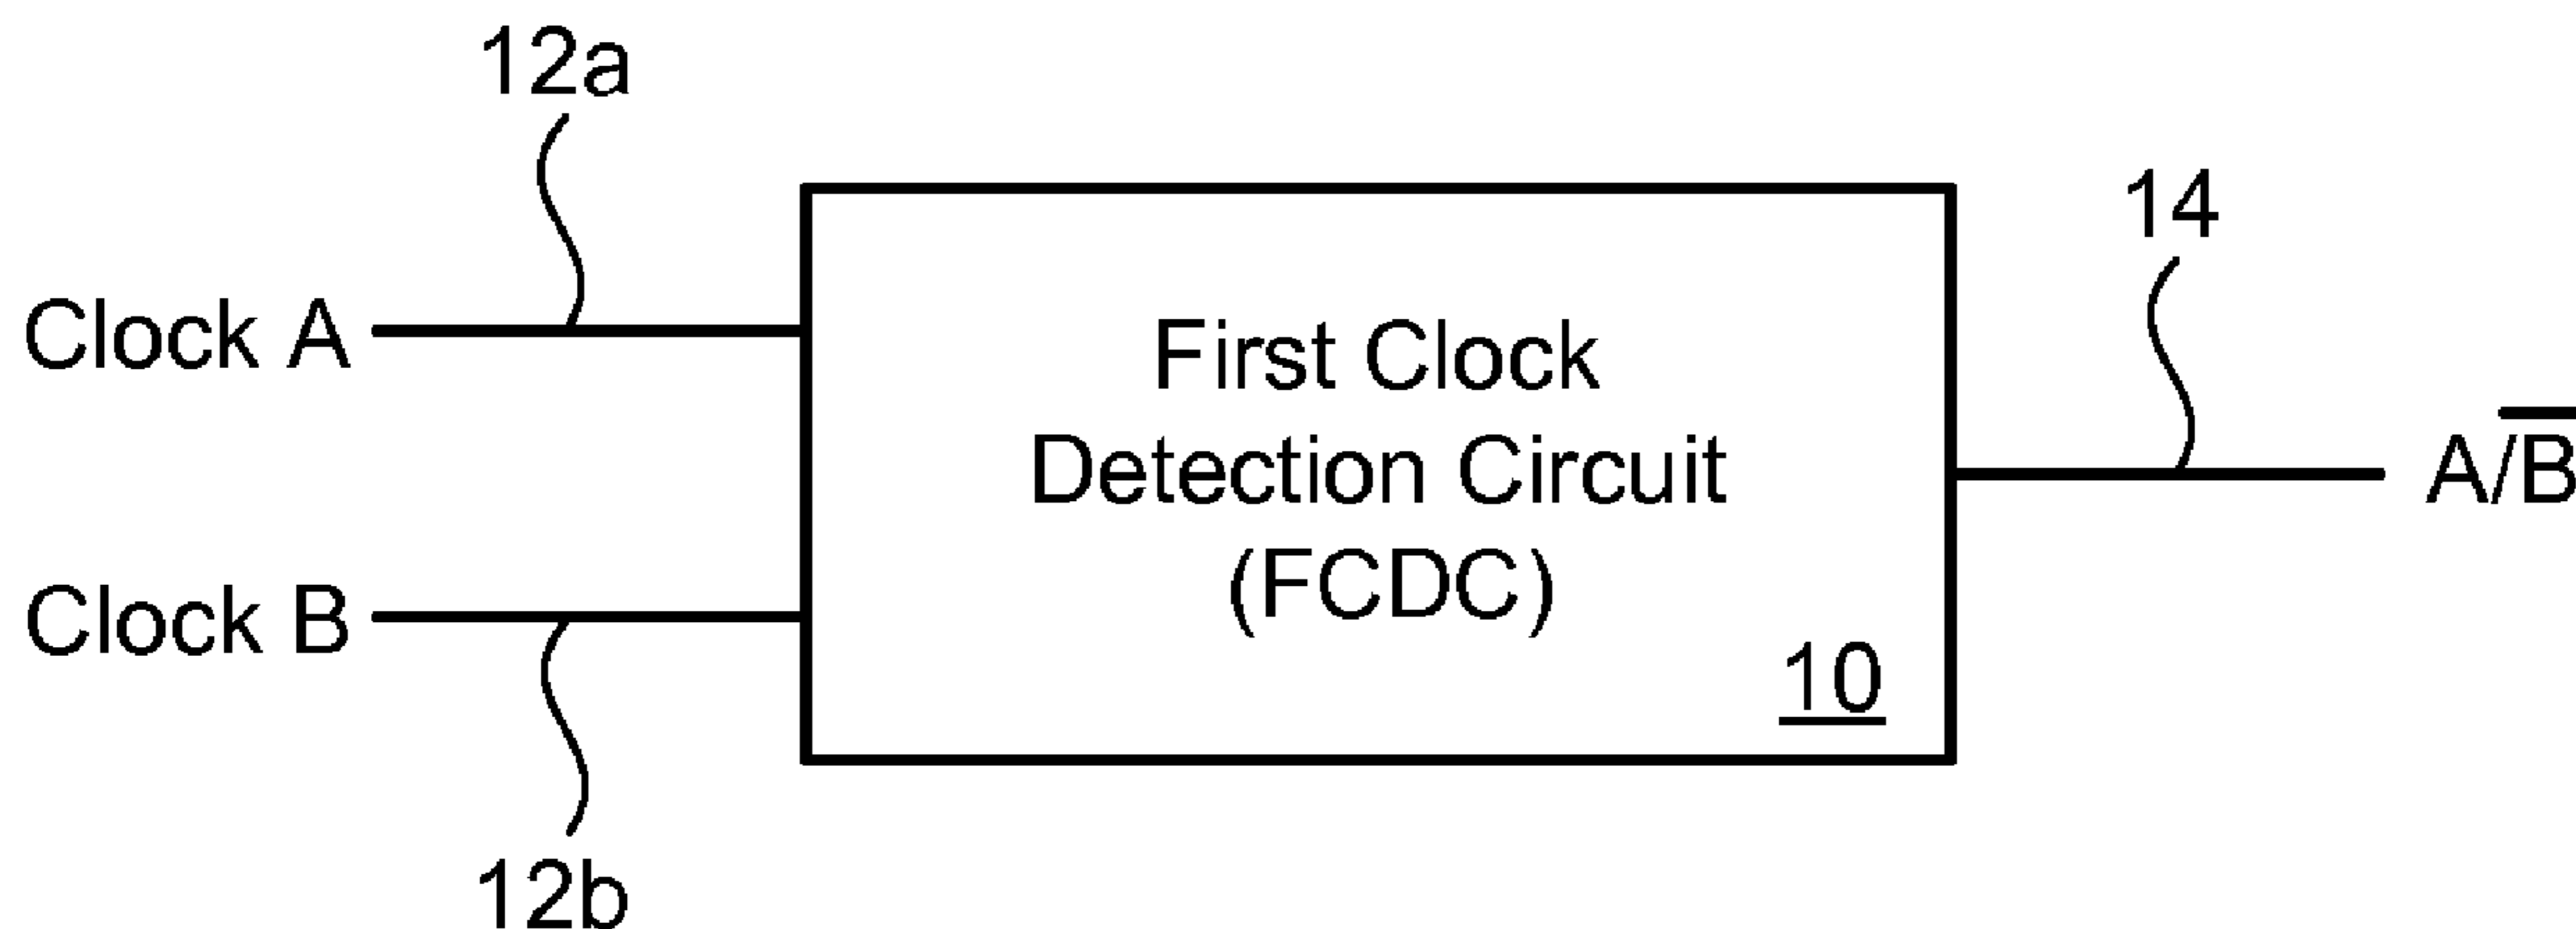 12a
14
Clock A
First Clock
Detection Circuit
(FCDC)
A/B̅
Clock B
10
12b